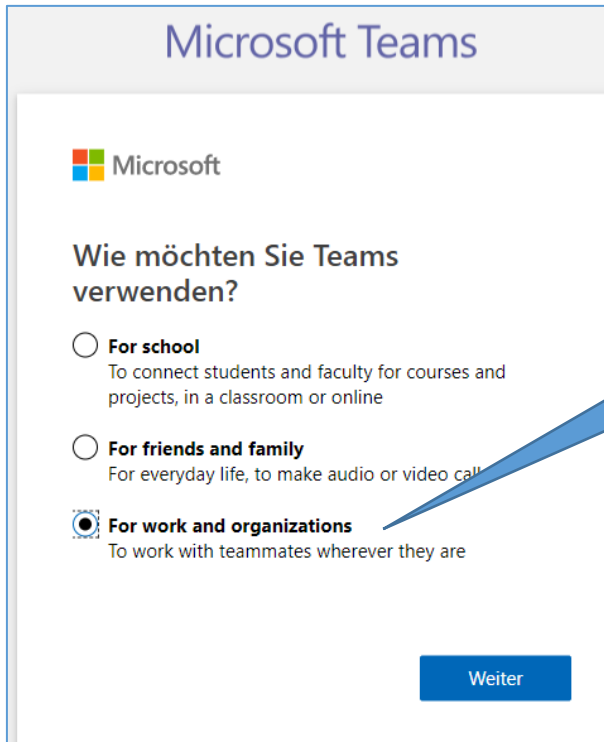 Microsoft Teams
Microsoft
Wie möchten Sie Teams
verwenden?
For school
To connect students and faculty for courses and
projects, in a classroom or online
For friends and family
For everyday life, to make audio or video
For work and organizations
To work with teammates wherever they are
Weiter